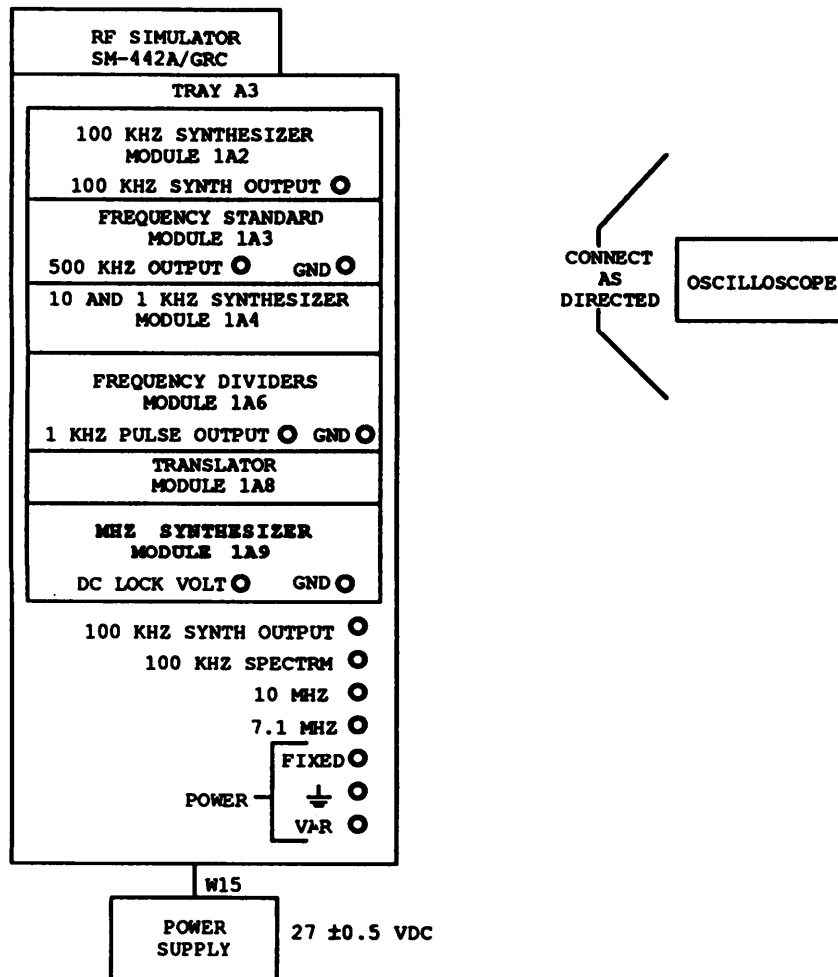 RF SIMULATOR
SM-442A/GRC
TRAY A3
100 KHZ SYNTHESIZER
MODULE 1A2
100 KHZ SYNTH OUTPUT
FREQUENCY STANDARD
MODULE 1A3
500 KHZ OUTPUT GND
10 AND 1 KHZ SYNTHESIZER
MODULE 1A4
FREQUENCY DIVIDERS
MODULE 1A6
1 KHZ PULSE OUTPUT GND
TRANSLATOR
MODULE 1A8
MHZ SYNTHESIZER
MODULE 1A9
DC LOCK VOLT GND
100 KHZ SYNTH OUTPUT
100 KHZ SPECTRM
10 MHZ
7.1 MHZ
FIXED
POWER
VAR
W15
POWER
SUPPLY
27 ±0.5 VDC
CONNECT
AS
DIRECTED
OSCILLOSCOPE